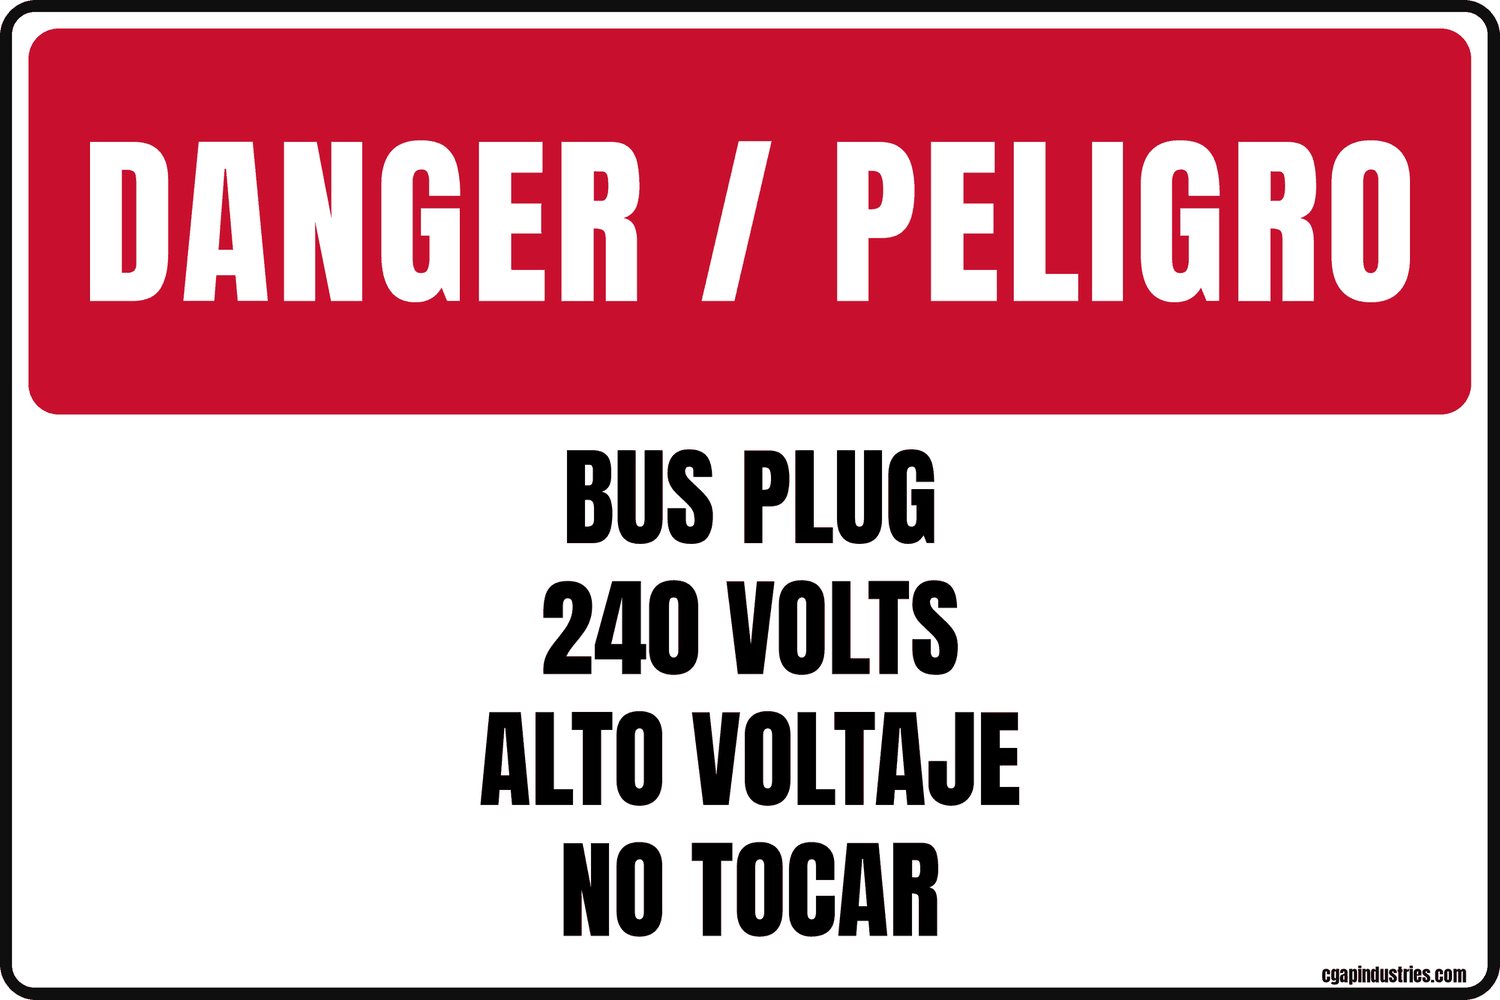 DANGER / PELIGRO
BUS PLUG
240 VOLTS
ALTO VOLTAJE
NO TOCAR
cgapindustries.com